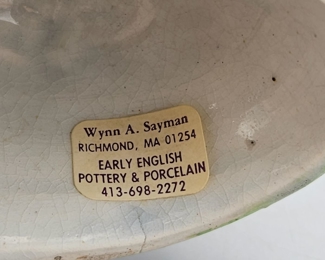 Wynn A. Sayman
RICHMOND, MA 01254
EARLY ENGLISH
POTTERY & PORCELAIN
413-698-2272